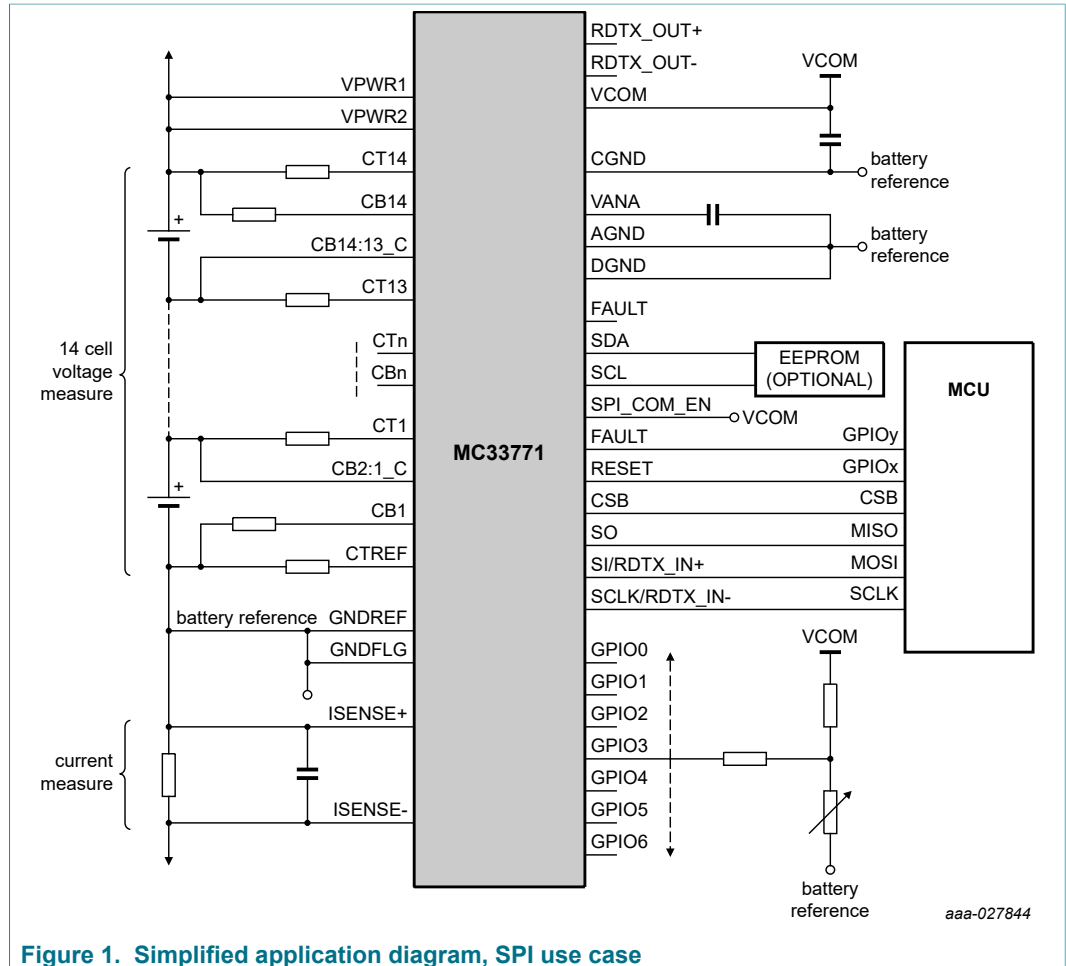 RDTX_OUT+
RDTX_OUT-
VCOM
VCOM
CGND
battery
reference
VANA
AGND
DGND
battery
reference
FAULT
SDA
SCL
EEPROM
(OPTIONAL)
SPI_COM_EN
VCOM
FAULT
RESET
CSB
SO
SI/RDTX_IN+
SCLK/RDTX_IN-
MCU
GPIOy
GPIOx
CSB
MISO
MOSI
SCLK
GPIO0
GPIO1
GPIO2
GPIO3
GPIO4
GPIO5
GPIO6
VCOM
battery
reference
MC33771
VPWR1
VPWR2
CT14
CB14
+
CB14:13_C
CT13
CTn
CBn
14 cell
voltage
measure
CT1
CB2:1_C
+
CB1
CTREF
battery reference GNDREF
GNDFLG
ISENSE+
current
measure
ISENSE-
aaa-027844
Figure 1. Simplified application diagram, SPI use case